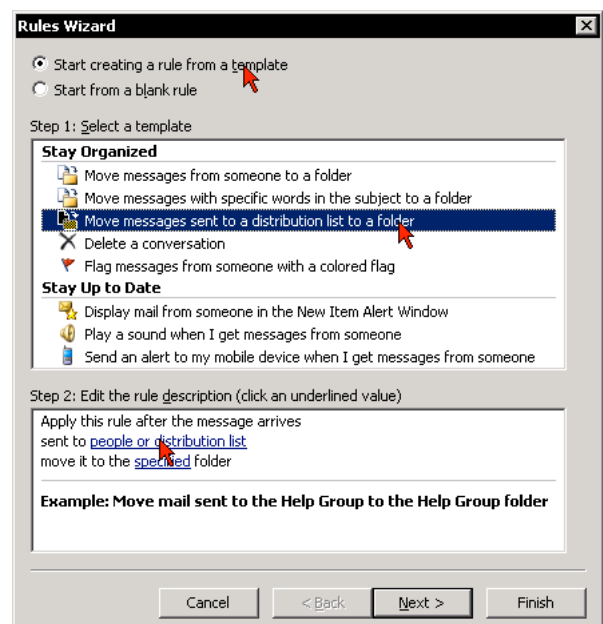 Rules Wizard
Start creating a rule from a template
Start from a blank rule
Step 1: Select a template
Stay Organized
Move messages from someone to a folder
Move messages with specific words in the subject to a folder
Move messages sent to a distribution list to a folder
Delete a conversation
Flag messages from someone with a colored flag
Stay Up to Date
Display mail from someone in the New Item Alert Window
Play a sound when I get messages from someone
Send an alert to my mobile device when I get messages from someone
Step 2: Edit the rule description (click an underlined value)
Apply this rule after the message arrives
sent to people or distribution list
move it to the specified folder
Example: Move mail sent to the Help Group to the Help Group folder
Cancel < Back Next > Finish